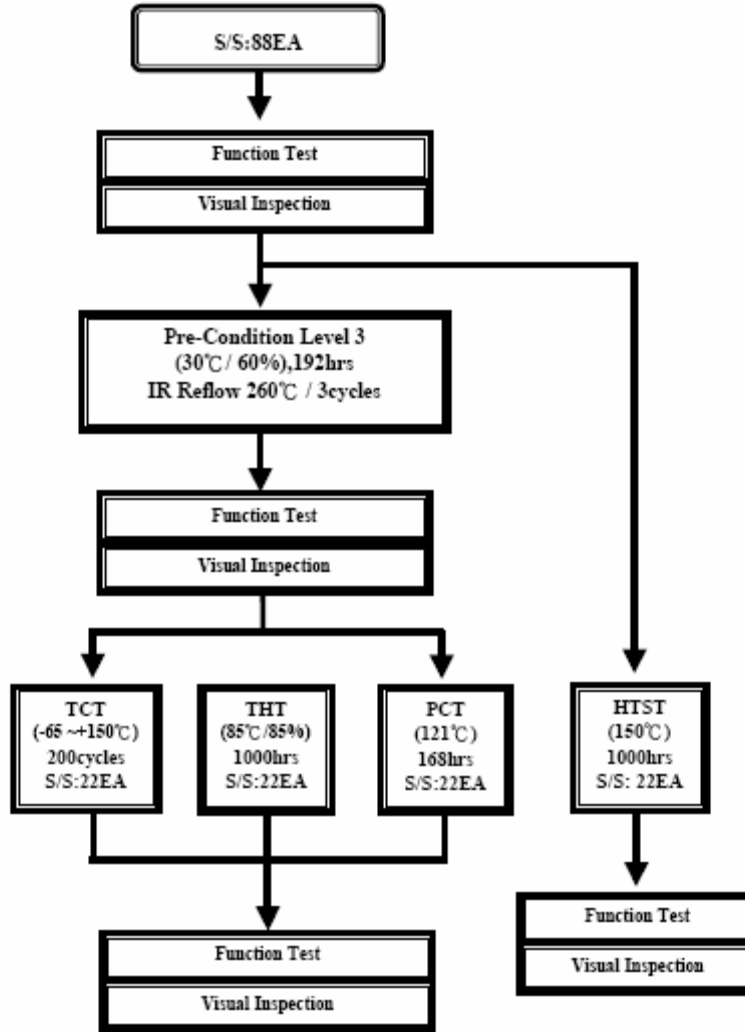 S/S:88EA
Function Test
Visual Inspection
Pre-Condition Level 3
(30℃/ 60%),192hrs
IR Reflow 260℃ / 3cycles
Function Test
Visual Inspection
TCT
(-65 ~+150℃)
200cycles
S/S:22EA
THT
(85℃/85%)
1000hrs
S/S:22EA
PCT
(121℃)
168hrs
S/S:22EA
HTST
(150℃)
1000hrs
S/S: 22EA
Function Test
Visual Inspection
Function Test
Visual Inspection